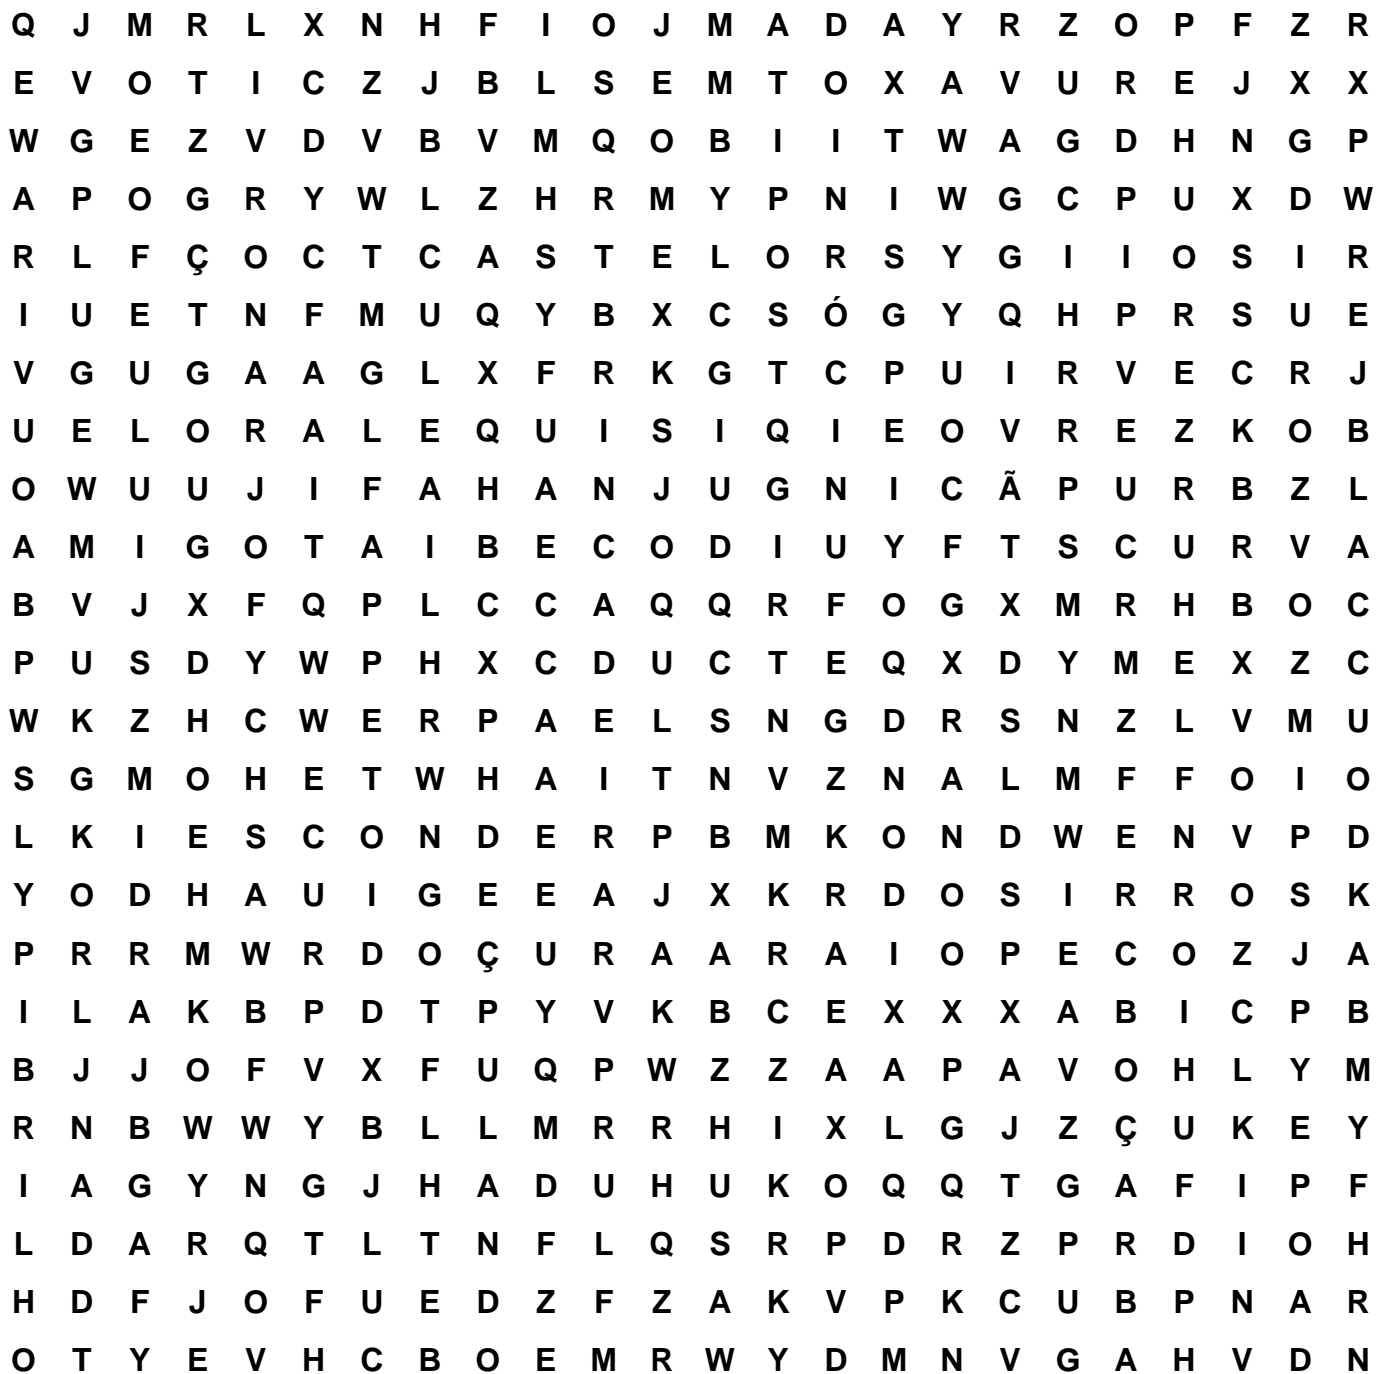 Q J M R L X N H F I O J M A D A Y R Z O P F Z R
E V O T I C Z J B L S E M T O X A V U R E J X X
W G E Z V D V B V M Q O B I I T W A G D H N G P
A P O G R Y W L Z H R M Y P N I W G C P U X D W
R L F Ç O C T C A S T E L O R S Y G I I O S I R
I U E T N F M U Q Y B X C S Ó G Y Q H P R S U E
V G U G A A G L X F R K G T C P U I R V E C R J
U E L O R A L E Q U I S I Q I E O V R E Z K O B
O W U U J I F A H A N J U G N I C Ã P U R B Z L
A M I G O T A I B E C O D I U Y F T S C U R V A
B V J X F Q P L C C A Q Q R F O G X M R H B O C
P U S D Y W P H X C D U C T E Q X D Y M E X Z C
W K Z H C W E R P A E L S N G D R S N Z L V M U
S G M O H E T W H A I T N V Z N A L M F F O I O
L K I E S C O N D E R P B M K O N D W E N V P D
Y O D H A U I G E E A J X K R D O S I R R O S K
P R R M W R D O Ç U R A A R A I O P E C O Z J A
I L A K B P D T P Y V K B C E X X X A B I C P B
B J J O F V X F U Q P W Z Z A A P A V O H L Y M
R N B W W Y B L L M R R H I X L G J Z Ç U K E Y
I A G Y N G J H A D U H U K O Q Q T G A F I P F
L D A R Q T L T N F L Q S R P D R Z P R D I O H
H D F J O F U E D Z F Z A K V P K C U B P N A R
O T Y E V H C B O E M R W Y D M N V G A H V D N